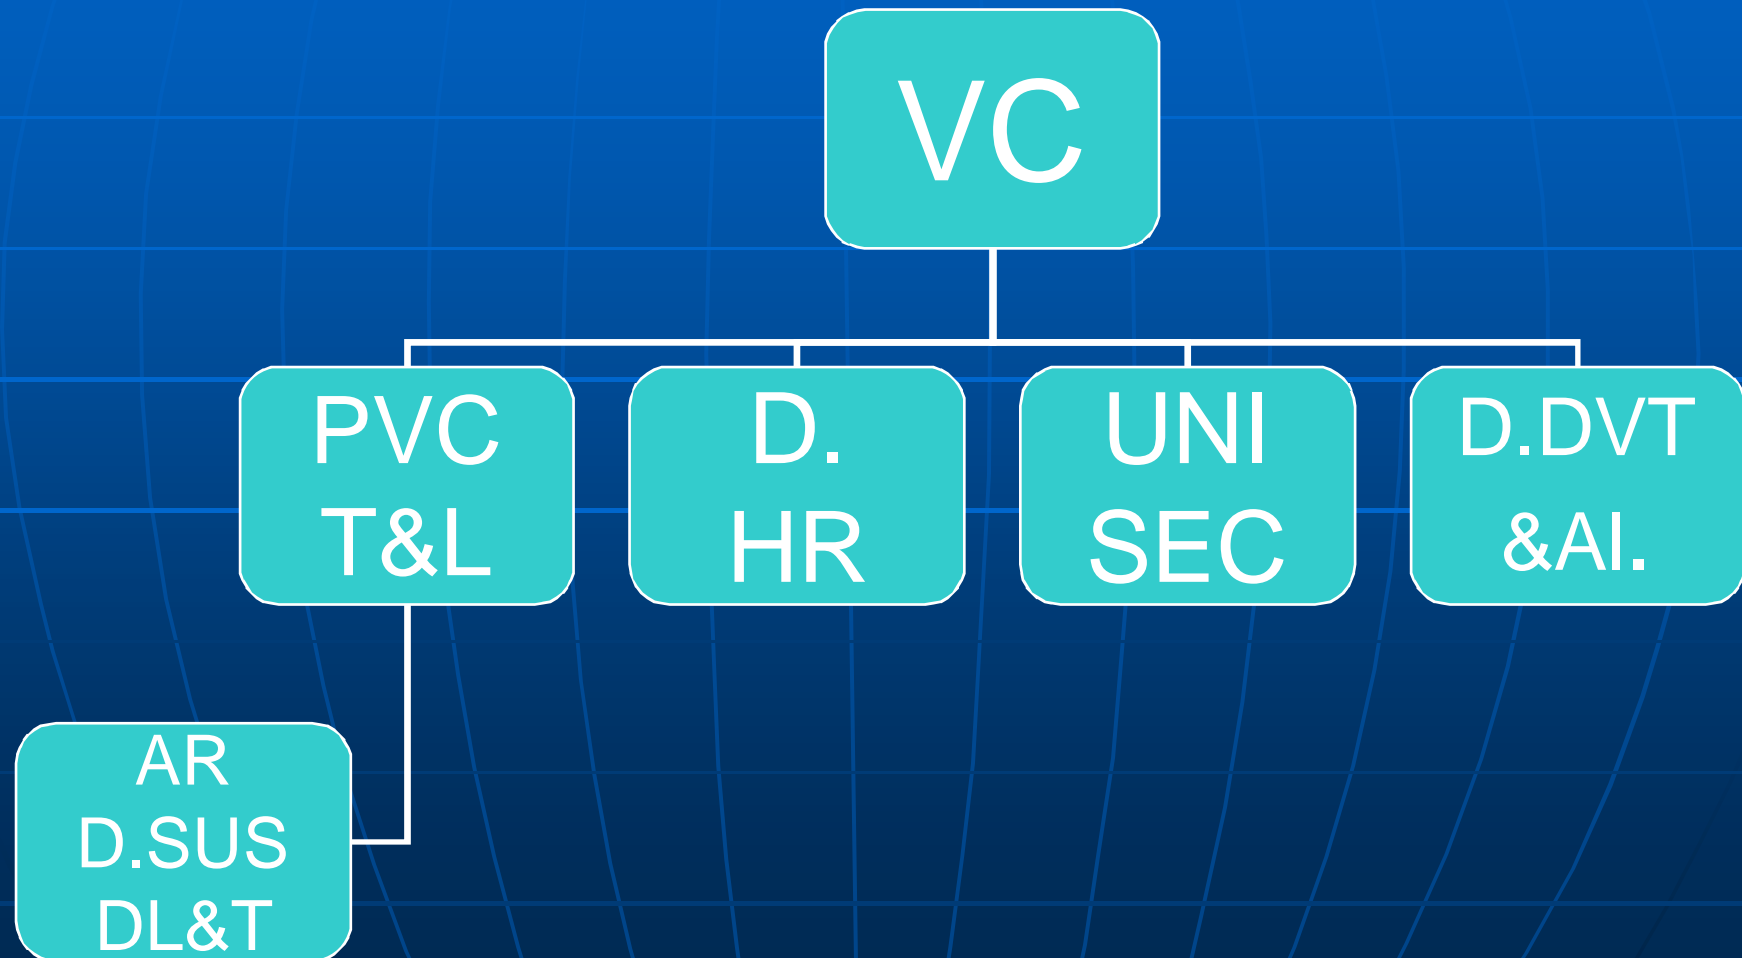 VC
PVC
T&L
D.
HR
UNI
SEC
D.DVT
&AI.
AR
D.SUS
DL&T